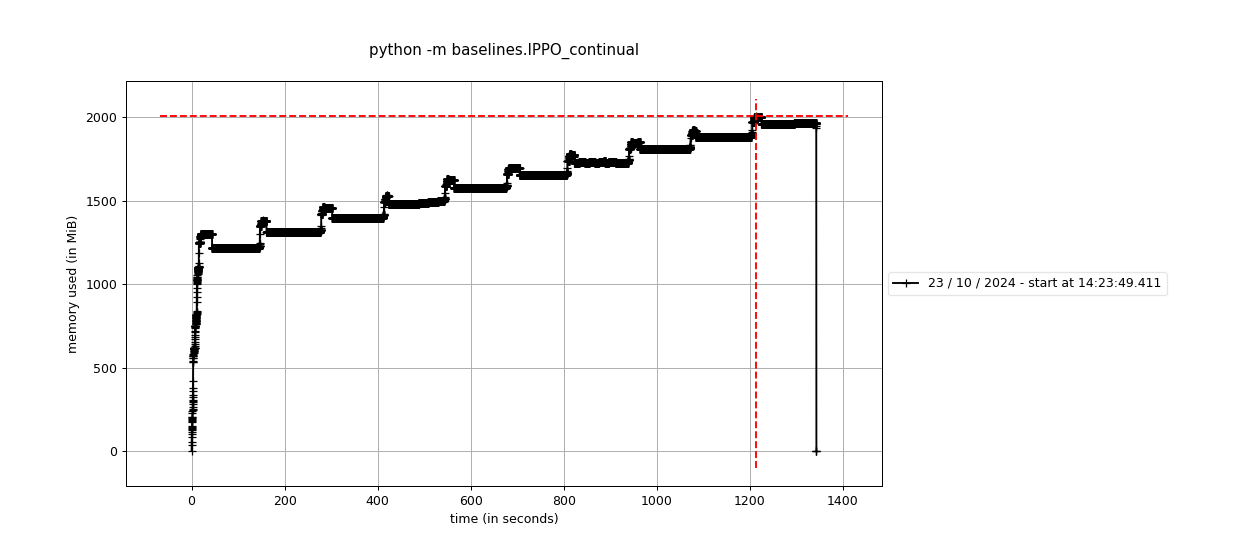 python -m baselines.IPPO_continual
2000
1500
1000
500
0
memory used (in MiB)
0 200 400 600 800 1000 1200 1400
time (in seconds)
23 / 10 / 2024 - start at 14:23:49.411